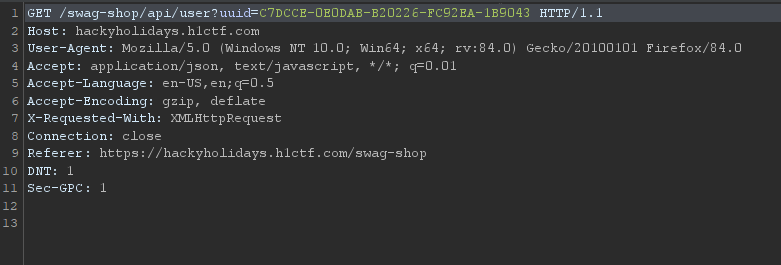 1 GET /swag-shop/api/user?uuid=C7DCCE-0E0DAB-B20226-FC92EA-1B9043 HTTP/1.1
2 Host: hackyholidays.h1ctf.com
3 User-Agent: Mozilla/5.0 (Windows NT 10.0; Win64; x64; rv:84.0) Gecko/20100101 Firefox/84.0
4 Accept: application/json, text/javascript, */*; q=0.01
5 Accept-Language: en-US,en;q=0.5
6 Accept-Encoding: gzip, deflate
7 X-Requested-With: XMLHttpRequest
8 Connection: close
9 Referer: https://hackyholidays.h1ctf.com/swag-shop
10 DNT: 1
11 Sec-GPC: 1
12
13